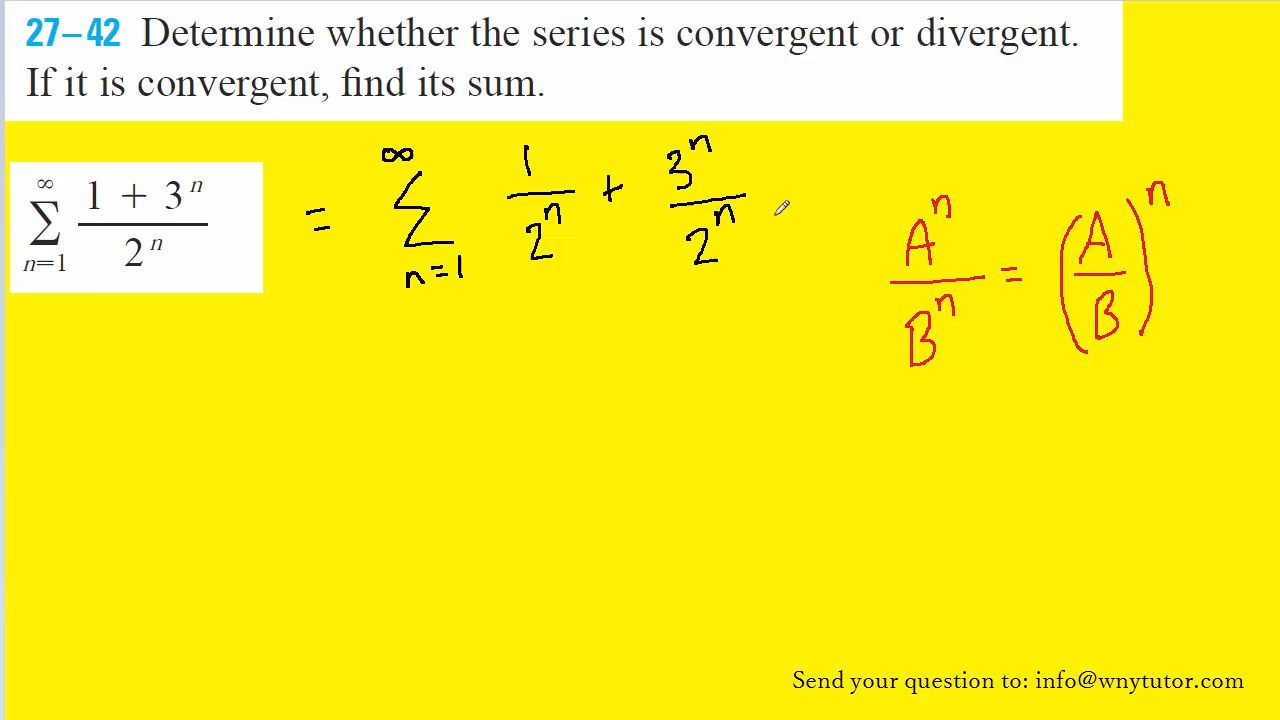 27–42 Determine whether the series is convergent or divergent.
If it is convergent, find its sum.
∑_{n=1}^{∞} (1 + 3^n)/(2^n) = ∑_{n=1}^{∞} 1/(2^n) + 3^n/(2^n)
A^n/B^n = (A/B)^n
Send your question to: info@wnytutor.com